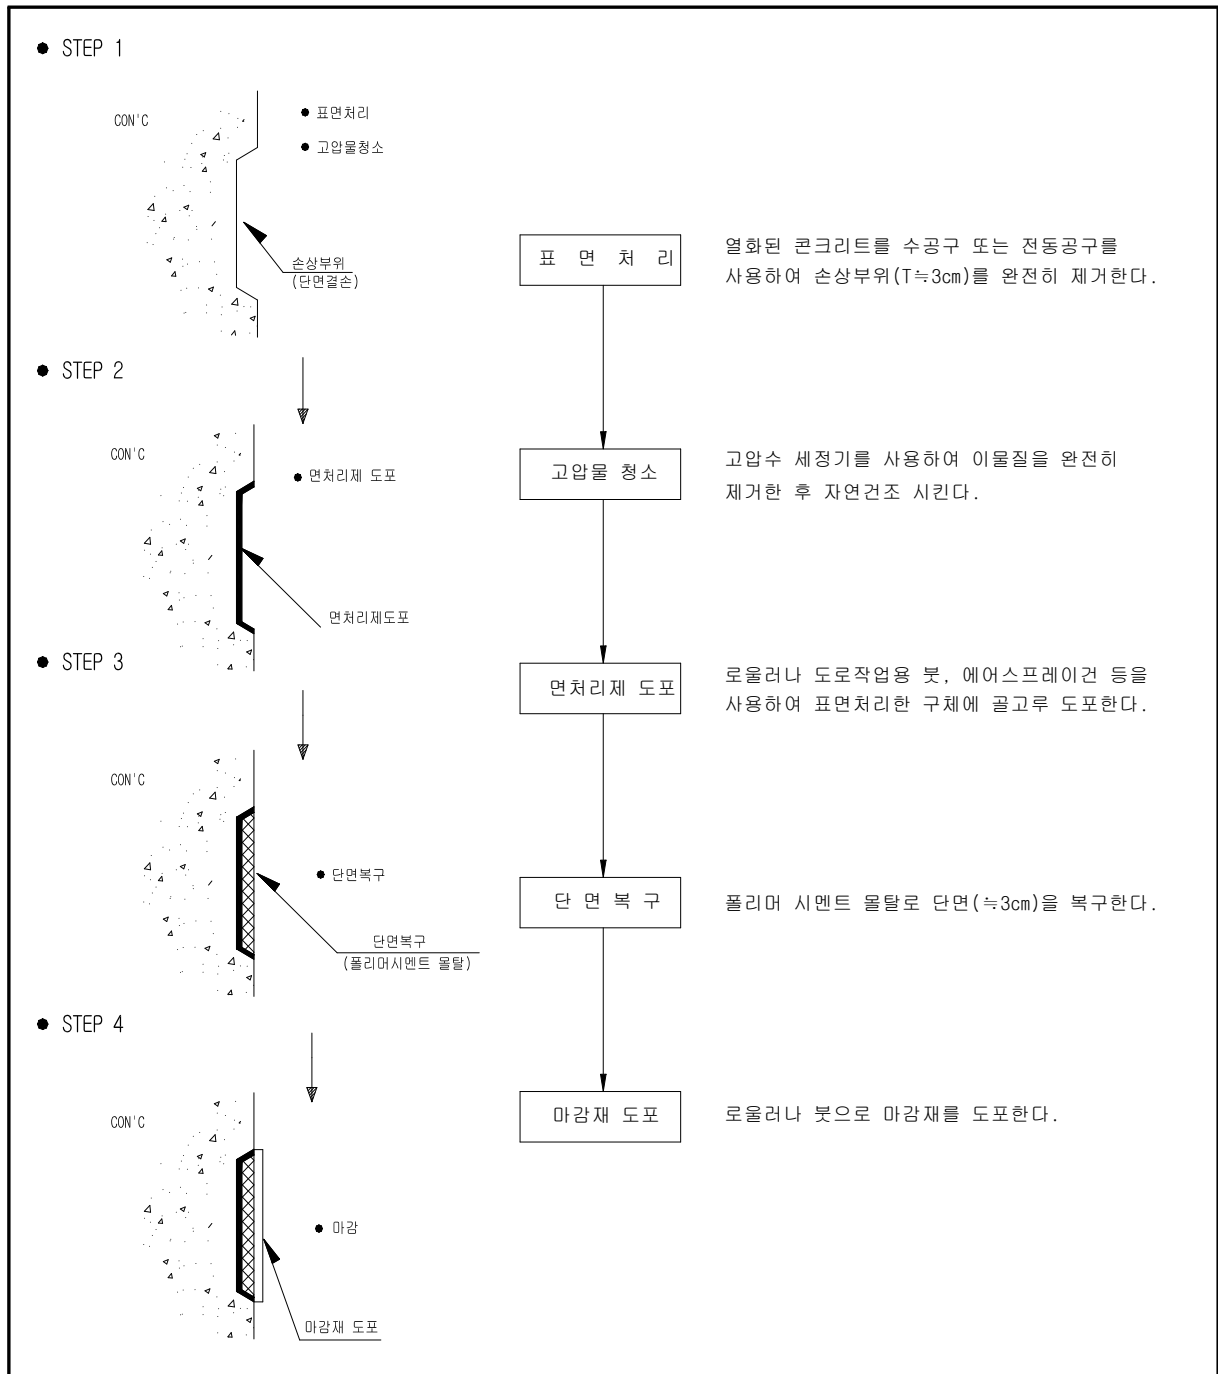 ● STEP 1
CON'C
● 표면처리
● 고압물청소
손상부위
(단면결손)
● STEP 2
CON'C
● 면처리제 도포
면처리제도포
● STEP 3
CON'C
● 단면복구
단면복구
(폴리머시멘트 몰탈)
● STEP 4
CON'C
● 마감
마감재 도포
표 면 처 리
열화된 콘크리트를 수공구 또는 전동공구를
사용하여 손상부위(T≒3cm)를 완전히 제거한다.
고압물 청소
고압수 세정기를 사용하여 이물질을 완전히
제거한 후 자연건조 시킨다.
면처리제 도포
로울러나 도로작업용 붓, 에어스프레이건 등을
사용하여 표면처리한 구체에 골고루 도포한다.
단 면 복 구
폴리머 시멘트 몰탈로 단면(≒3cm)을 복구한다.
마감재 도포
로울러나 붓으로 마감재를 도포한다.